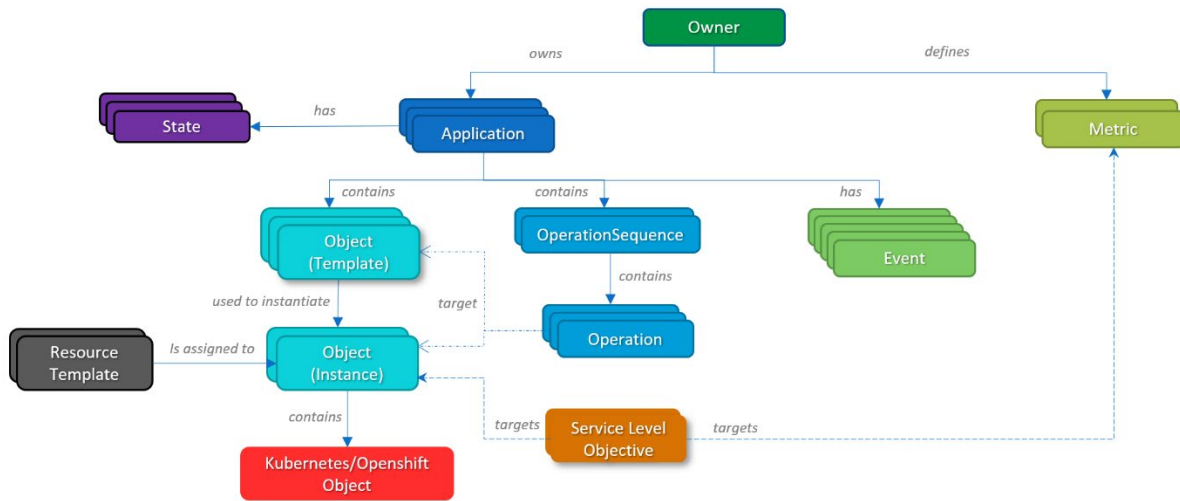 Owner
owns
defines
has
State
Application
Metric
contains
contains
has
Object
(Template)
OperationSequence
Event
contains
used to instantiate
target
Operation
Resource
Template
Is assigned to
Object
(Instance)
contains
targets
Service Level
Objective
targets
Kubernetes/Openshift
Object